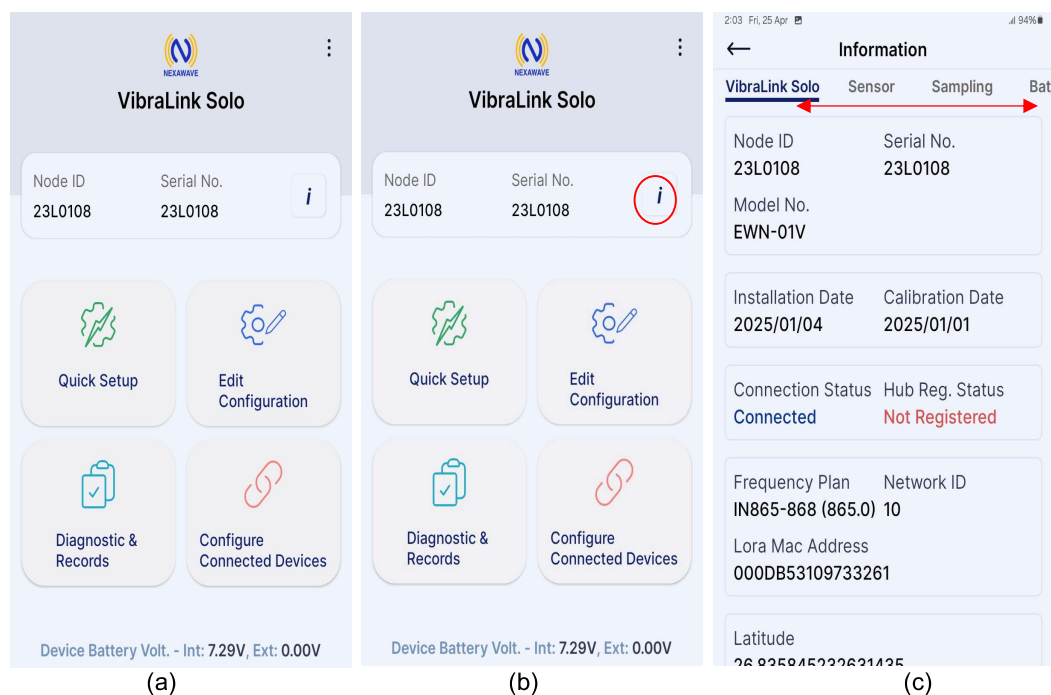 NEXAWAVE
VibraLink Solo
Node ID Serial No.
23L0108 23L0108
i
Quick Setup
Edit
Configuration
Diagnostic &
Records
Configure
Connected Devices
Device Battery Volt. - Int: 7.29V, Ext: 0.00V
(a)
NEXAWAVE
VibraLink Solo
Node ID Serial No.
23L0108 23L0108
i
Quick Setup
Edit
Configuration
Diagnostic &
Records
Configure
Connected Devices
Device Battery Volt. - Int: 7.29V, Ext: 0.00V
(b)
2:03 Fri, 25 Apr 94%
Information
VibraLink Solo Sensor Sampling Bat
Node ID Serial No.
23L0108 23L0108
Model No.
EWN-01V
Installation Date Calibration Date
2025/01/04 2025/01/01
Connection Status Hub Reg. Status
Connected Not Registered
Frequency Plan Network ID
IN865-868 (865.0) 10
Lora Mac Address
000DB53109733261
Latitude
26.835845232631435
(c)